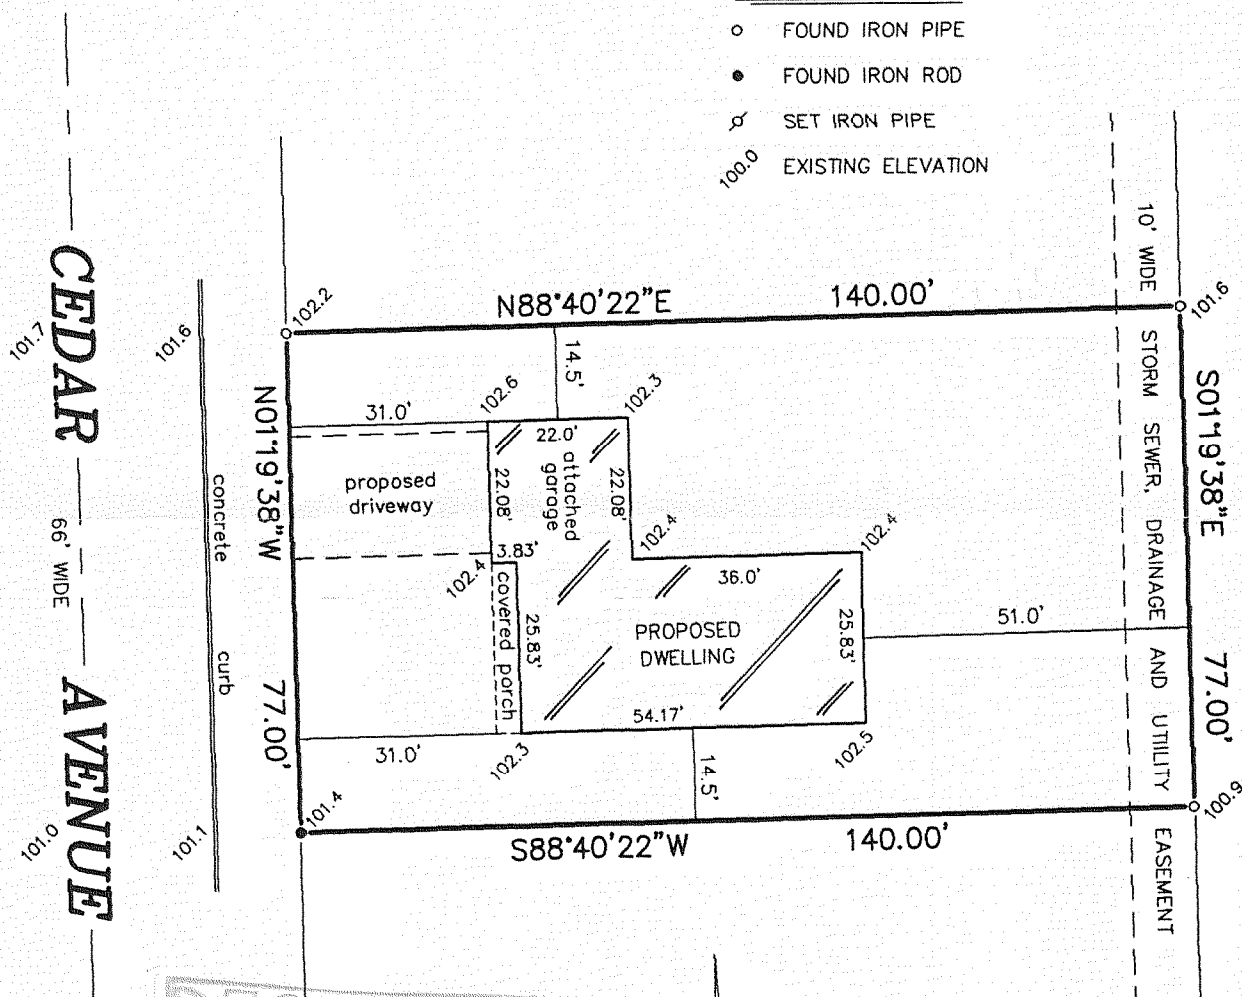 FOUND IRON PIPE
FOUND IRON ROD
SET IRON PIPE
100.0 EXISTING ELEVATION
10' WIDE STORM SEWER, DRAINAGE AND UTILITY EASEMENT
CEDAR AVENUE
66' WIDE
101.7
101.6
102.2
N88°40'22"E 140.00'
101.6
N01°19'38"W 77.00'
S01°19'38"E 77.00'
14.5'
102.6
102.3
31.0'
22.0'
attached
garage
22.08'
22.08'
proposed
driveway
concrete curb
3.83'
102.4
102.4
102.4
36.0'
covered porch
25.83'
PROPOSED
DWELLING
25.83'
51.0'
54.17'
31.0'
102.3
14.5'
102.5
101.4
101.0
101.1
100.9
S88°40'22"W 140.00'